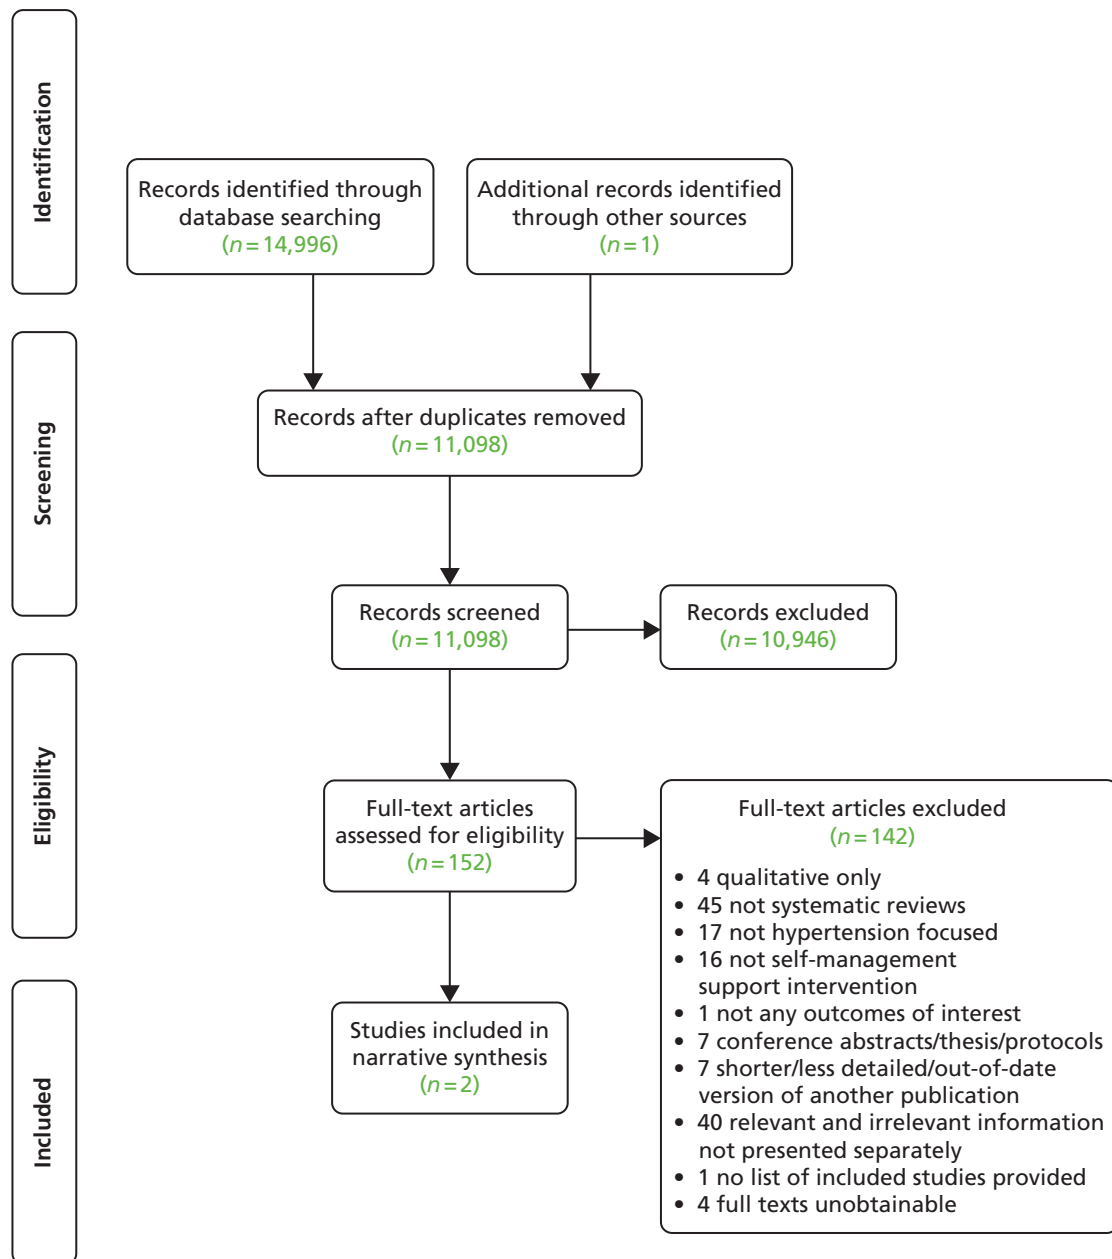 Identification
Records identified through
database searching
(n = 14,996)
Additional records identified
through other sources
(n = 1)
Screening
Records after duplicates removed
(n = 11,098)
Records screened
(n = 11,098)
Records excluded
(n = 10,946)
Eligibility
Full-text articles
assessed for eligibility
(n = 152)
Full-text articles excluded
(n = 142)
• 4 qualitative only
• 45 not systematic reviews
• 17 not hypertension focused
• 16 not self-management
support intervention
• 1 not any outcomes of interest
• 7 conference abstracts/thesis/protocols
• 7 shorter/less detailed/out-of-date
version of another publication
• 40 relevant and irrelevant information
not presented separately
• 1 no list of included studies provided
• 4 full texts unobtainable
Included
Studies included in
narrative synthesis
(n = 2)